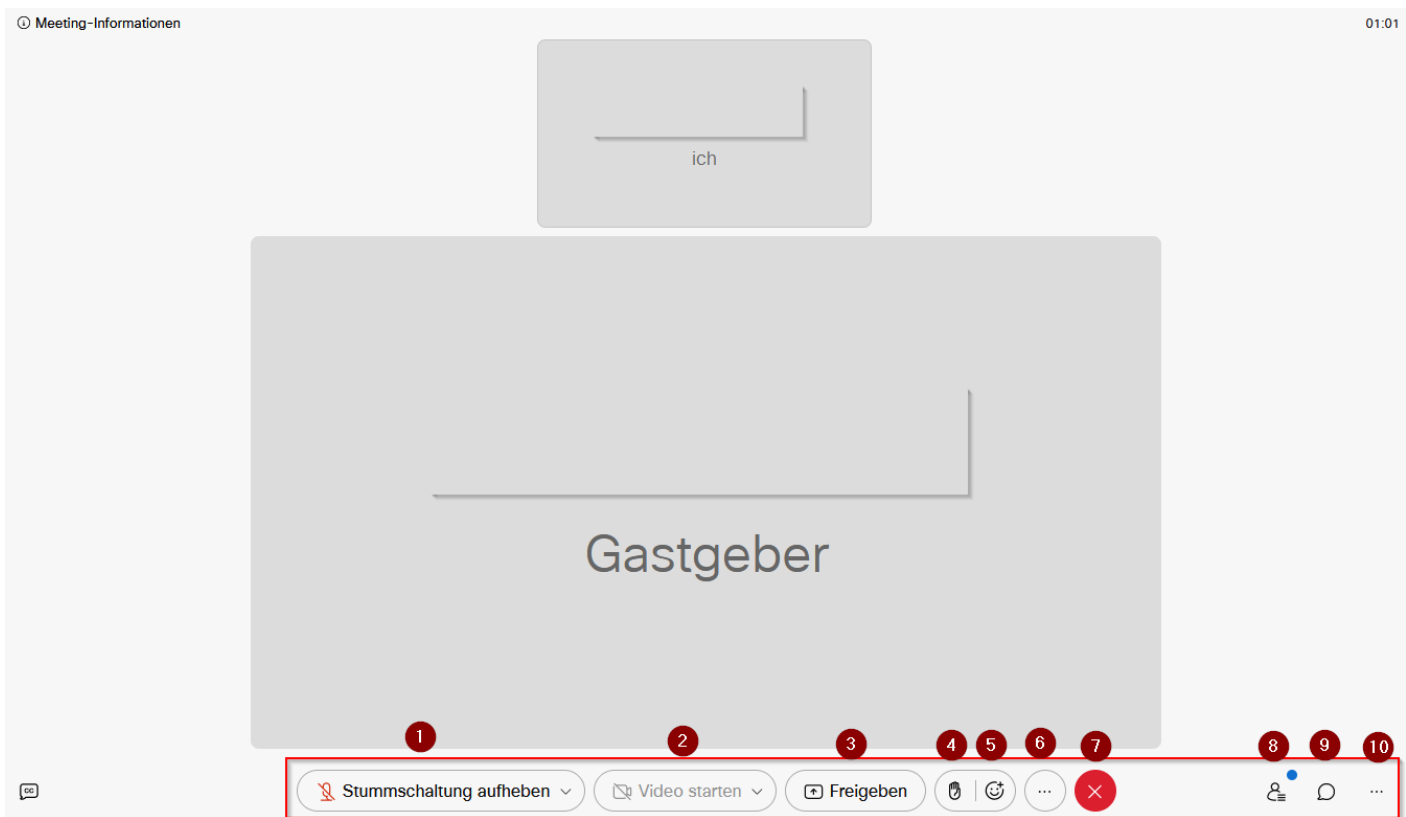 Meeting-Informationen
01:01
ich
Gastgeber
1
2
3
4
5
6
7
8
9
10
CC
Stummschaltung aufheben
Video starten
Freigeben